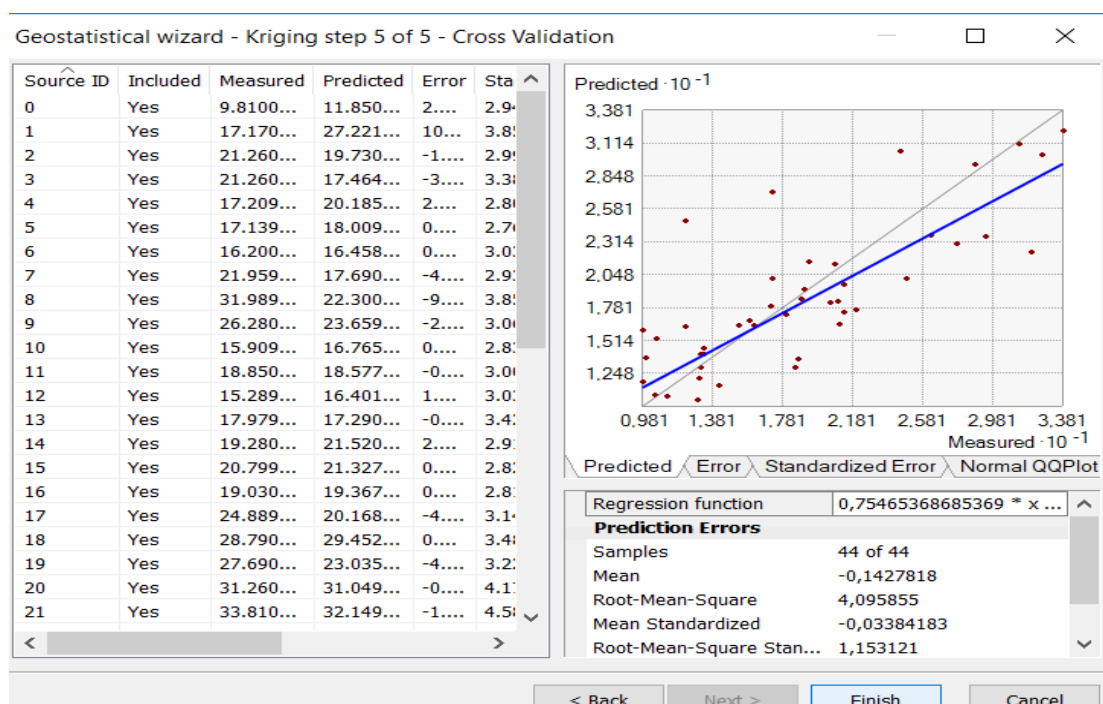 Geostatistical wizard - Kriging step 5 of 5 - Cross Validation
Source ID Included Measured Predicted Error Sta
0 Yes 9.8100... 11.850... 2....
1 Yes 17.170... 27.221... 10...
2 Yes 21.260... 19.730... -1....
3 Yes 21.260... 17.464... -3....
4 Yes 17.209... 20.185... 2....
5 Yes 17.139... 18.009... 0....
6 Yes 16.200... 16.458... 0....
7 Yes 21.959... 17.690... -4....
8 Yes 31.989... 22.300... -9....
9 Yes 26.280... 23.659... -2....
10 Yes 15.909... 16.765... 0....
11 Yes 18.850... 18.577... -0....
12 Yes 15.289... 16.401... 1....
13 Yes 17.979... 17.290... -0....
14 Yes 19.280... 21.520... 2....
15 Yes 20.799... 21.327... 0....
16 Yes 19.030... 19.367... 0....
17 Yes 24.889... 20.168... -4....
18 Yes 28.790... 29.452... 0....
19 Yes 27.690... 23.035... -4....
20 Yes 31.260... 31.049... -0....
21 Yes 33.810... 32.149... -1....
Predicted ·10 -1
3,381
3,114
2,848
2,581
2,314
2,048
1,781
1,514
1,248
0,981 1,381 1,781 2,181 2,581 2,981 3,381
Measured ·10 -1
Predicted Error Standardized Error Normal QQPlot
Regression function 0,75465368685369 * x ...
Prediction Errors
Samples 44 of 44
Mean -0,1427818
Root-Mean-Square 4,095855
Mean Standardized -0,03384183
Root-Mean-Square Stan... 1,153121
< Back Next > Finish Cancel